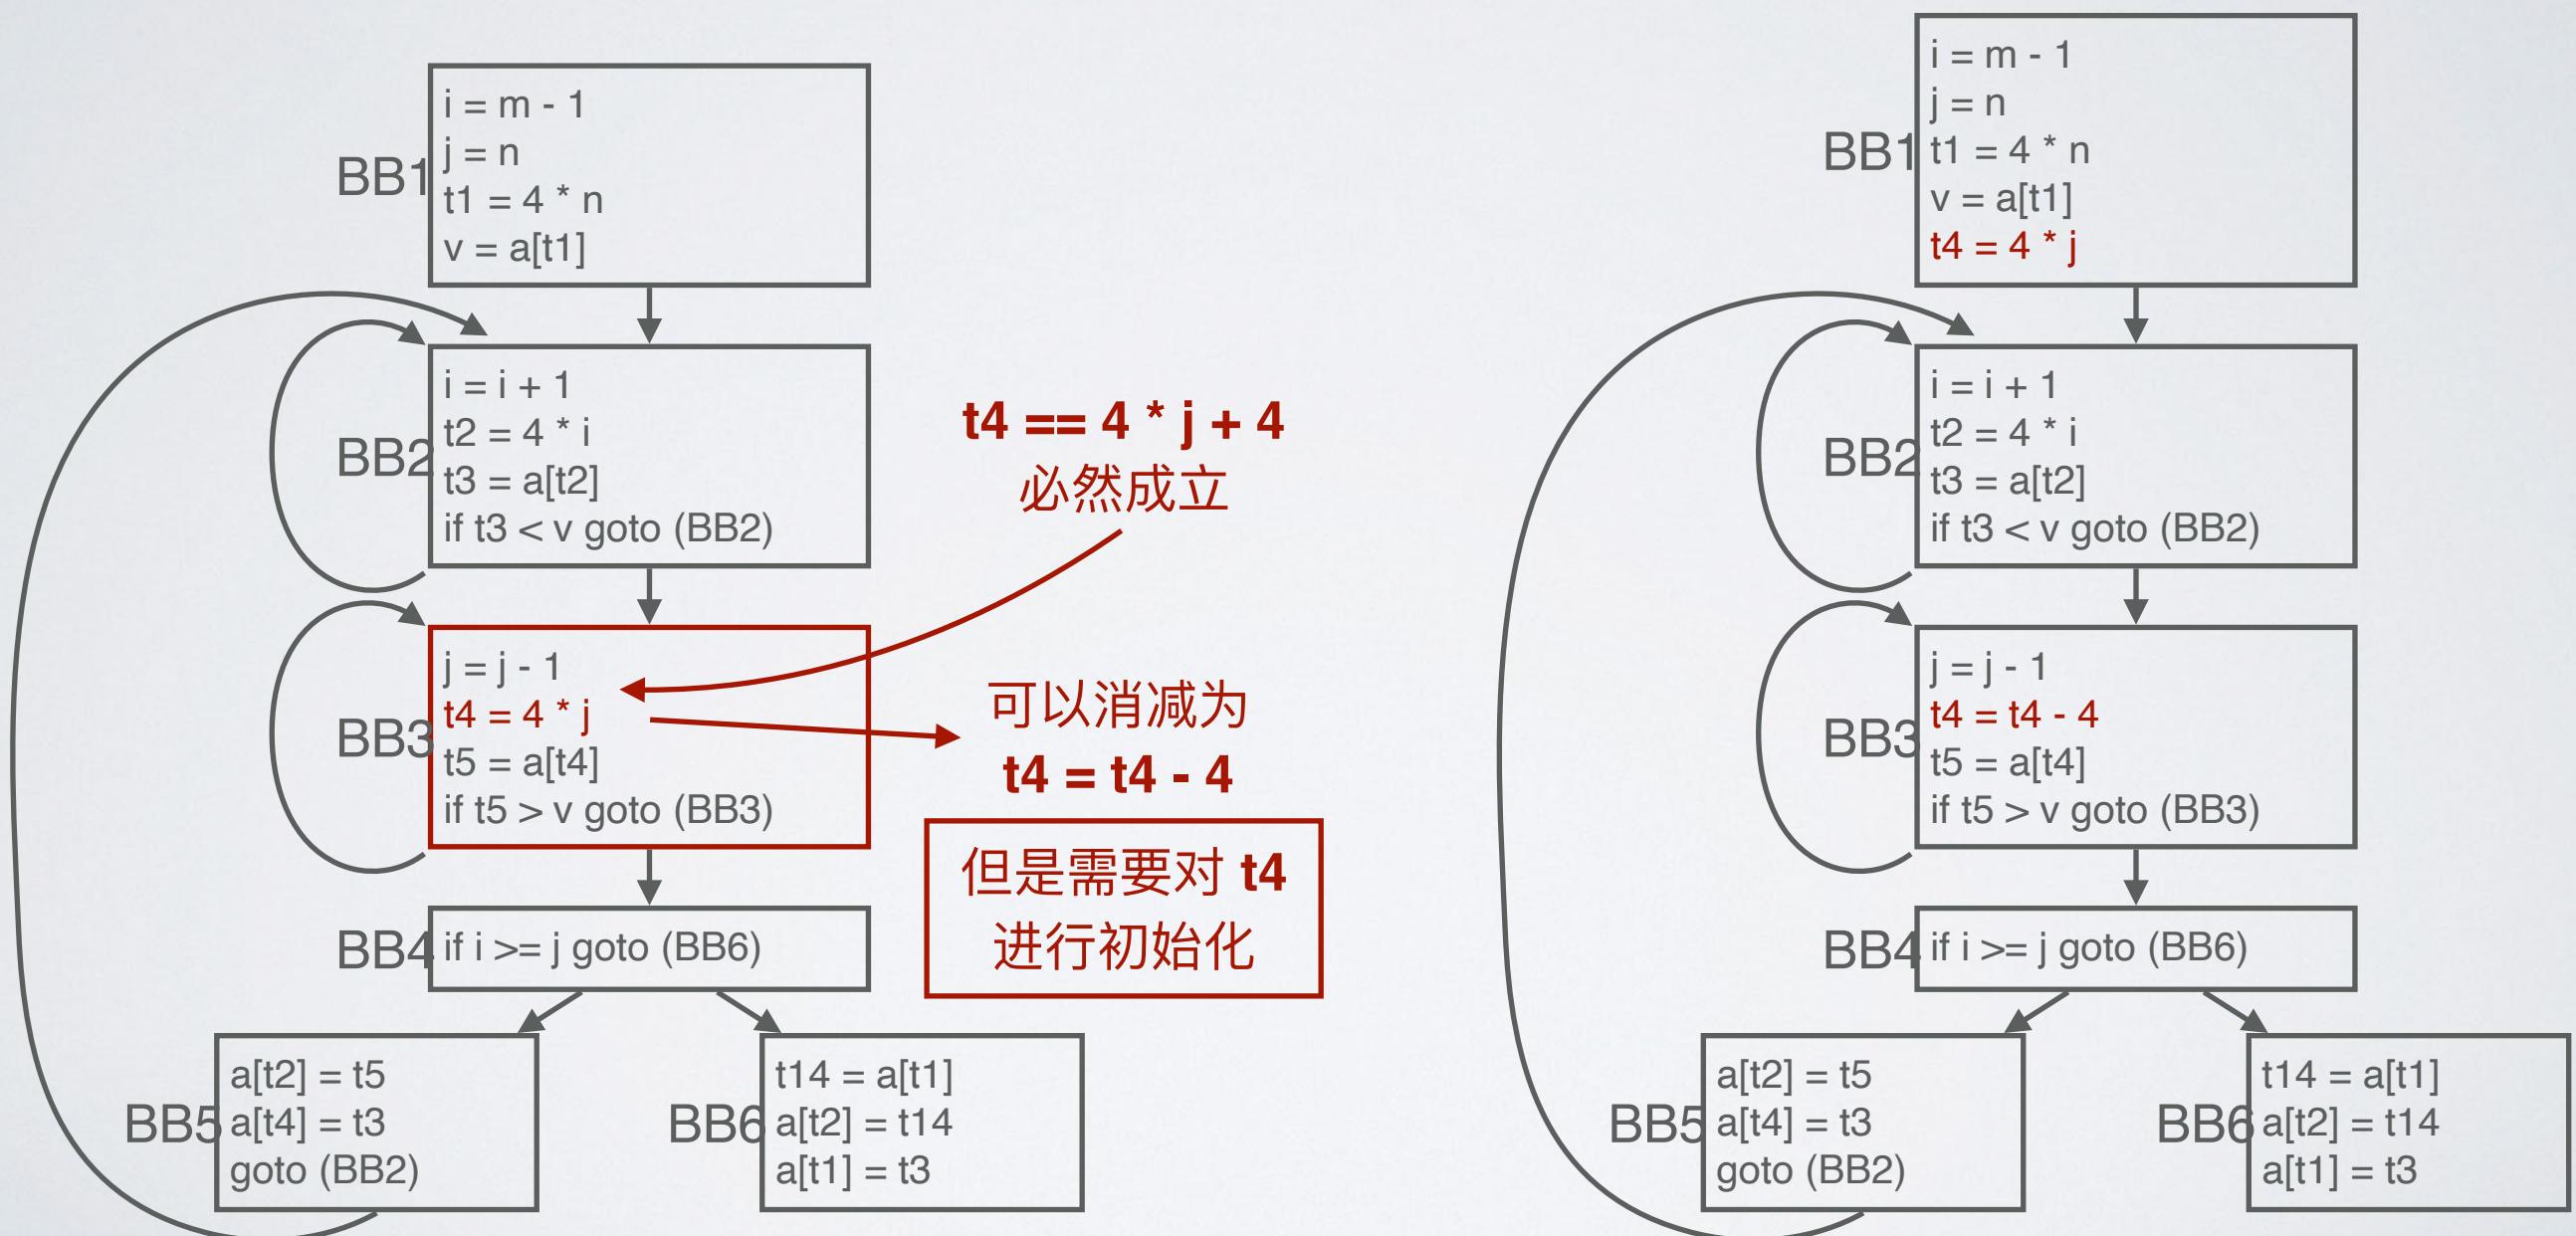 BB1
i = m - 1
j = n
t1 = 4 * n
v = a[t1]
BB2
i = i + 1
t2 = 4 * i
t3 = a[t2]
if t3 < v goto (BB2)
BB3
j = j - 1
t4 = 4 * j
t5 = a[t4]
if t5 > v goto (BB3)
BB4
if i >= j goto (BB6)
BB5
a[t2] = t5
a[t4] = t3
goto (BB2)
BB6
t14 = a[t1]
a[t2] = t14
a[t1] = t3
t4 == 4 * j + 4
必然成立
可以消减为
t4 = t4 - 4
但是需要对 t4
进行初始化
BB1
i = m - 1
j = n
t1 = 4 * n
v = a[t1]
t4 = 4 * j
BB2
i = i + 1
t2 = 4 * i
t3 = a[t2]
if t3 < v goto (BB2)
BB3
j = j - 1
t4 = t4 - 4
t5 = a[t4]
if t5 > v goto (BB3)
BB4
if i >= j goto (BB6)
BB5
a[t2] = t5
a[t4] = t3
goto (BB2)
BB6
t14 = a[t1]
a[t2] = t14
a[t1] = t3